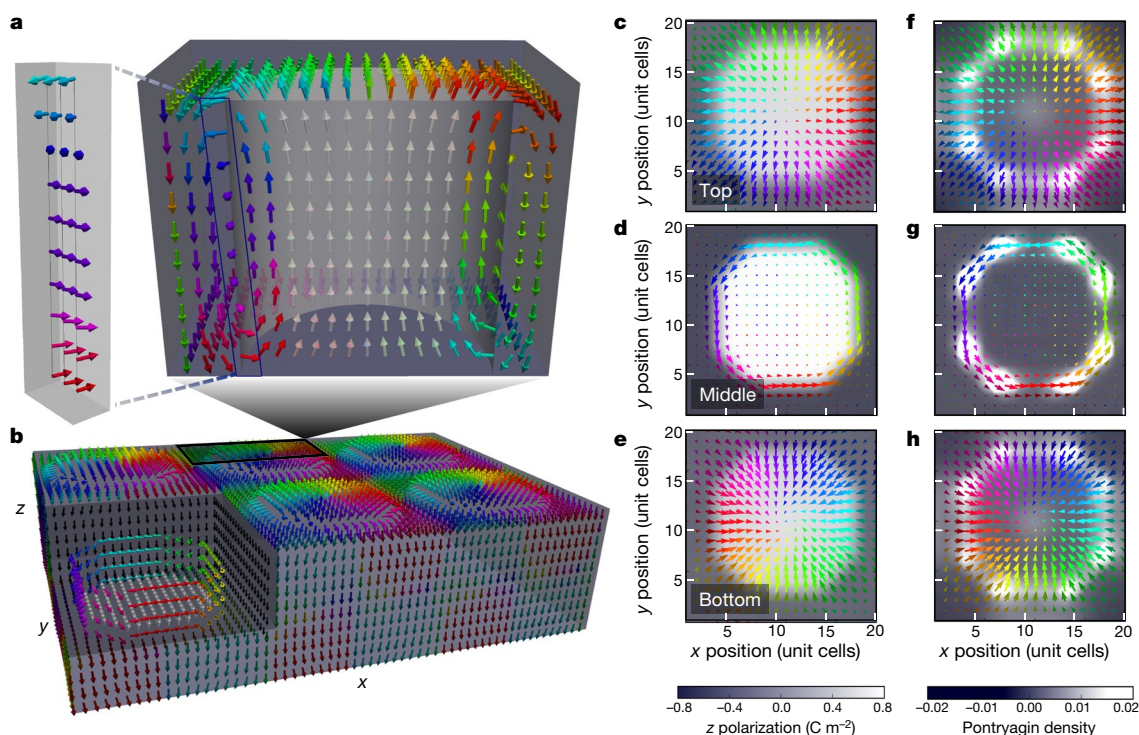 a
b
z
y
x
c
20
15
10
5
y position (unit cells)
Top
f
d
20
15
10
5
y position (unit cells)
Middle
g
e
20
15
10
5
y position (unit cells)
Bottom
5 10 15 20
x position (unit cells)
h
5 10 15 20
x position (unit cells)
−0.8 −0.4 0.0 0.4 0.8
z polarization (C m⁻²)
−0.02 −0.01 0.00 0.01 0.02
Pontryagin density